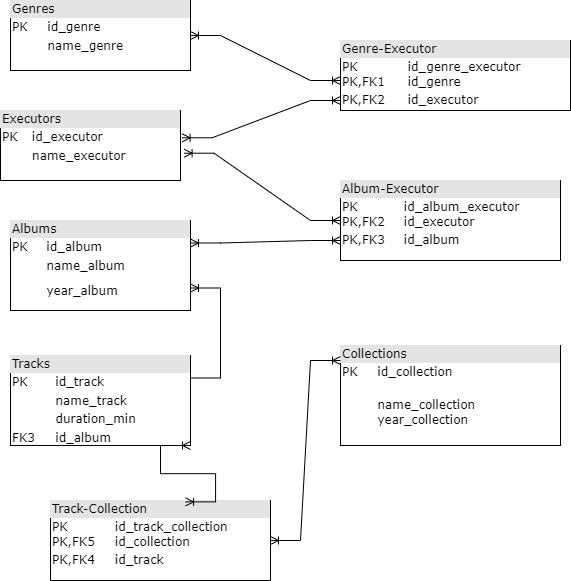 Genres
PK id_genre
name_genre
Genre-Executor
PK id_genre_executor
PK,FK1 id_genre
PK,FK2 id_executor
Executors
PK id_executor
name_executor
Album-Executor
PK id_album_executor
PK,FK2 id_executor
PK,FK3 id_album
Albums
PK id_album
name_album
year_album
Tracks
PK id_track
name_track
duration_min
FK3 id_album
Collections
PK id_collection
name_collection
year_collection
Track-Collection
PK id_track_collection
PK,FK5 id_collection
PK,FK4 id_track